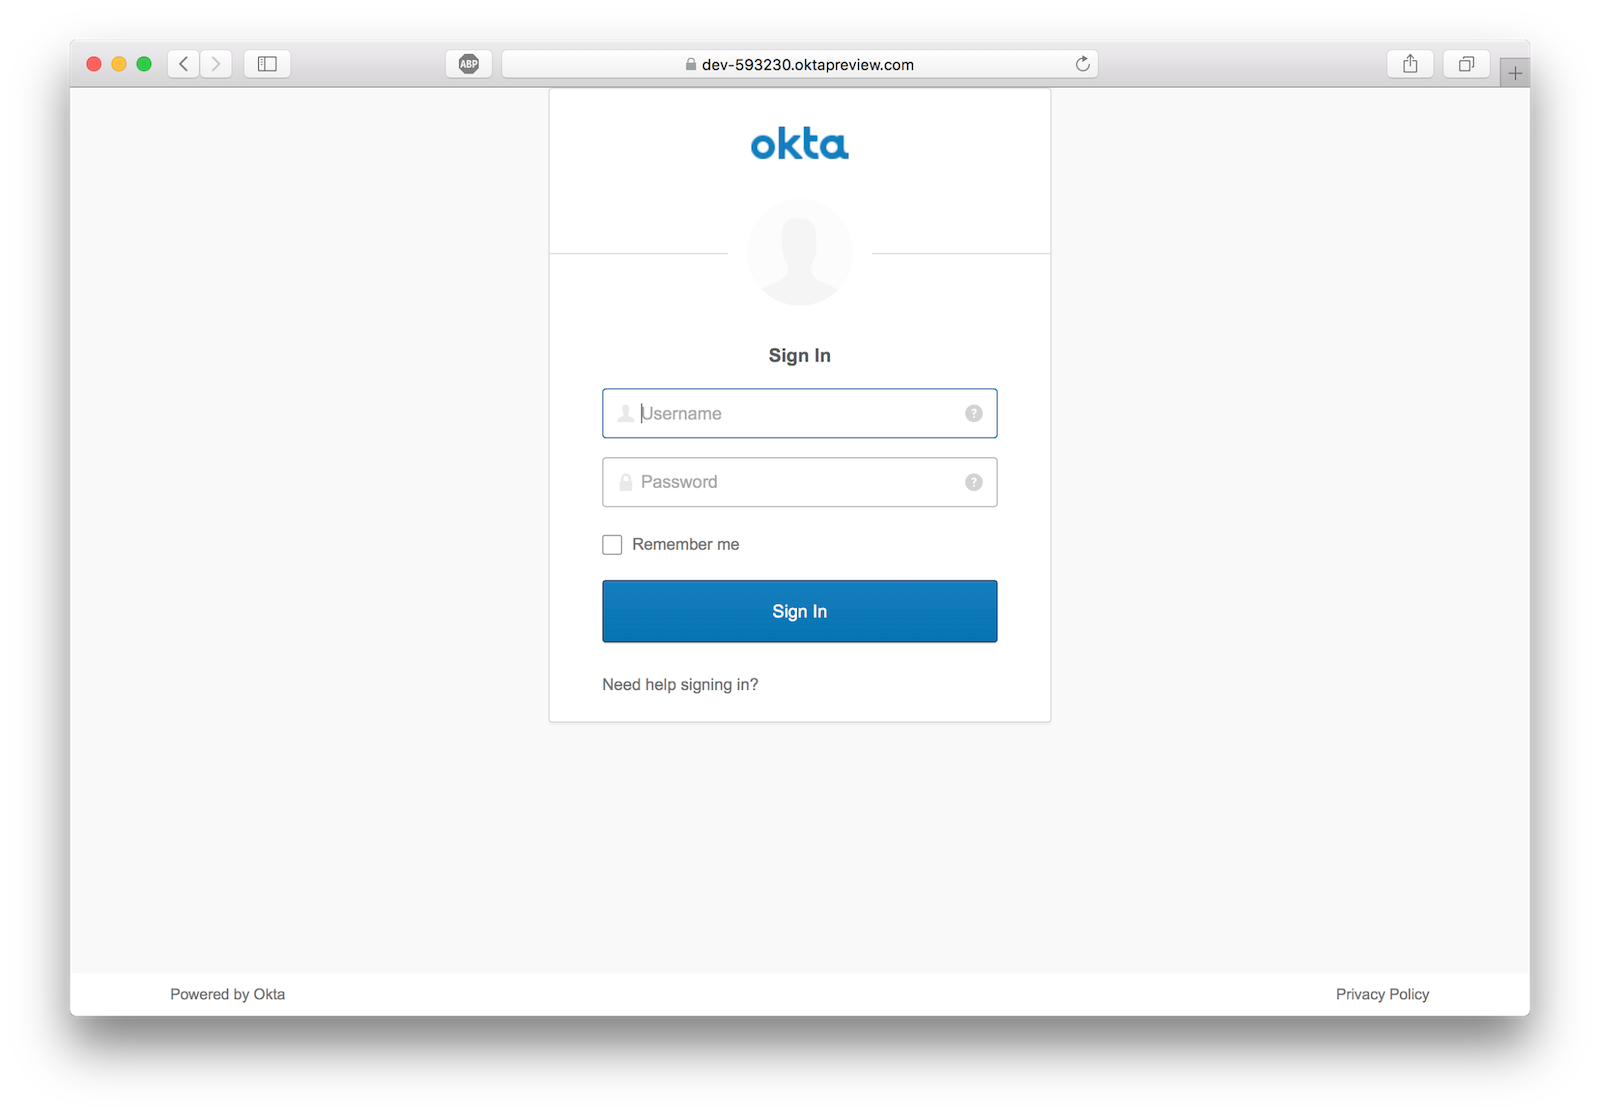 ABP
dev-593230.oktapreview.com
okta
Sign In
Username
?
Password
?
Remember me
Sign In
Need help signing in?
Powered by Okta
Privacy Policy